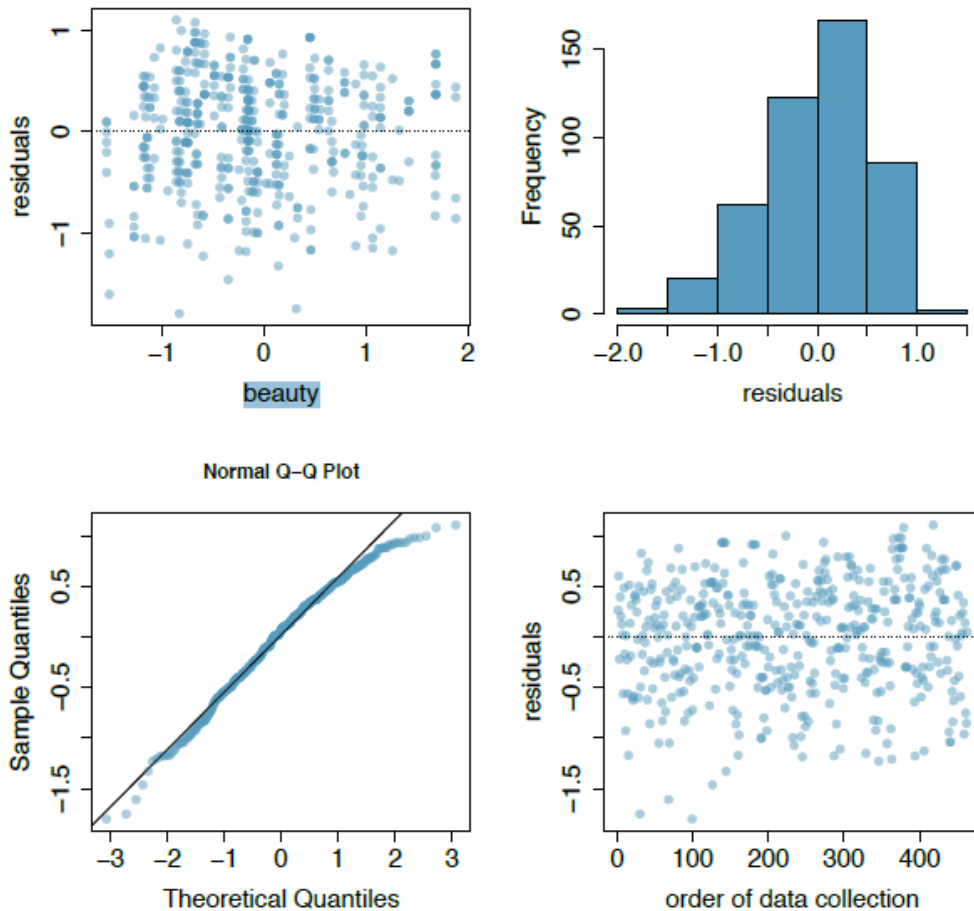 1
0
−1
residuals
−1 0 1 2
beauty
150
100
50
0
Frequency
−2.0 −1.0 0.0 1.0
residuals
Normal Q−Q Plot
0.5
−0.5
−1.5
Sample Quantiles
−3 −2 −1 0 1 2 3
Theoretical Quantiles
0.5
−0.5
−1.5
residuals
0 100 200 300 400
order of data collection